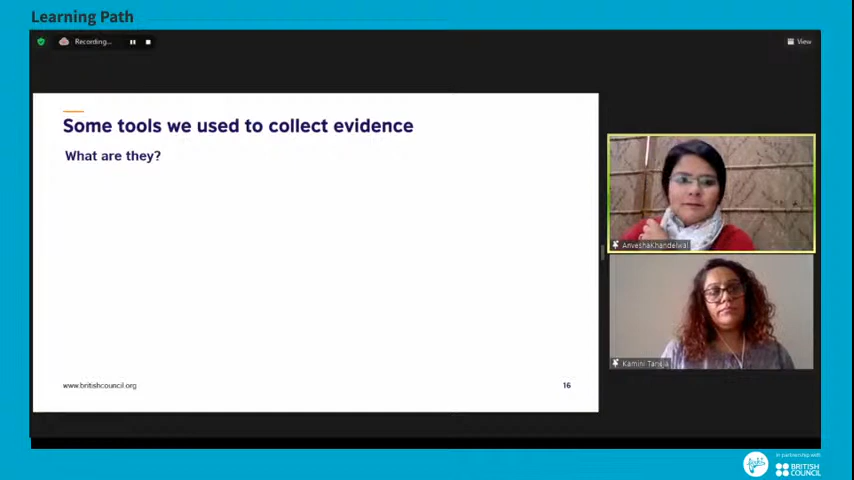 Learning Path
Recording...
View
Some tools we used to collect evidence
What are they?
AnveshaKhandelwal
Kamini Taneja
www.britishcouncil.org
16
in partnership with
BRITISH
COUNCIL